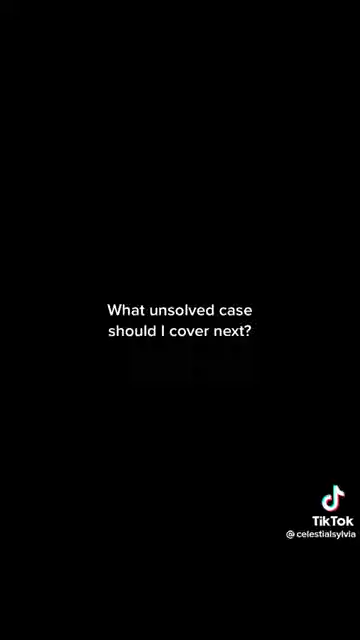 What unsolved case
should I cover next?
TikTok
@ celestialsylvia